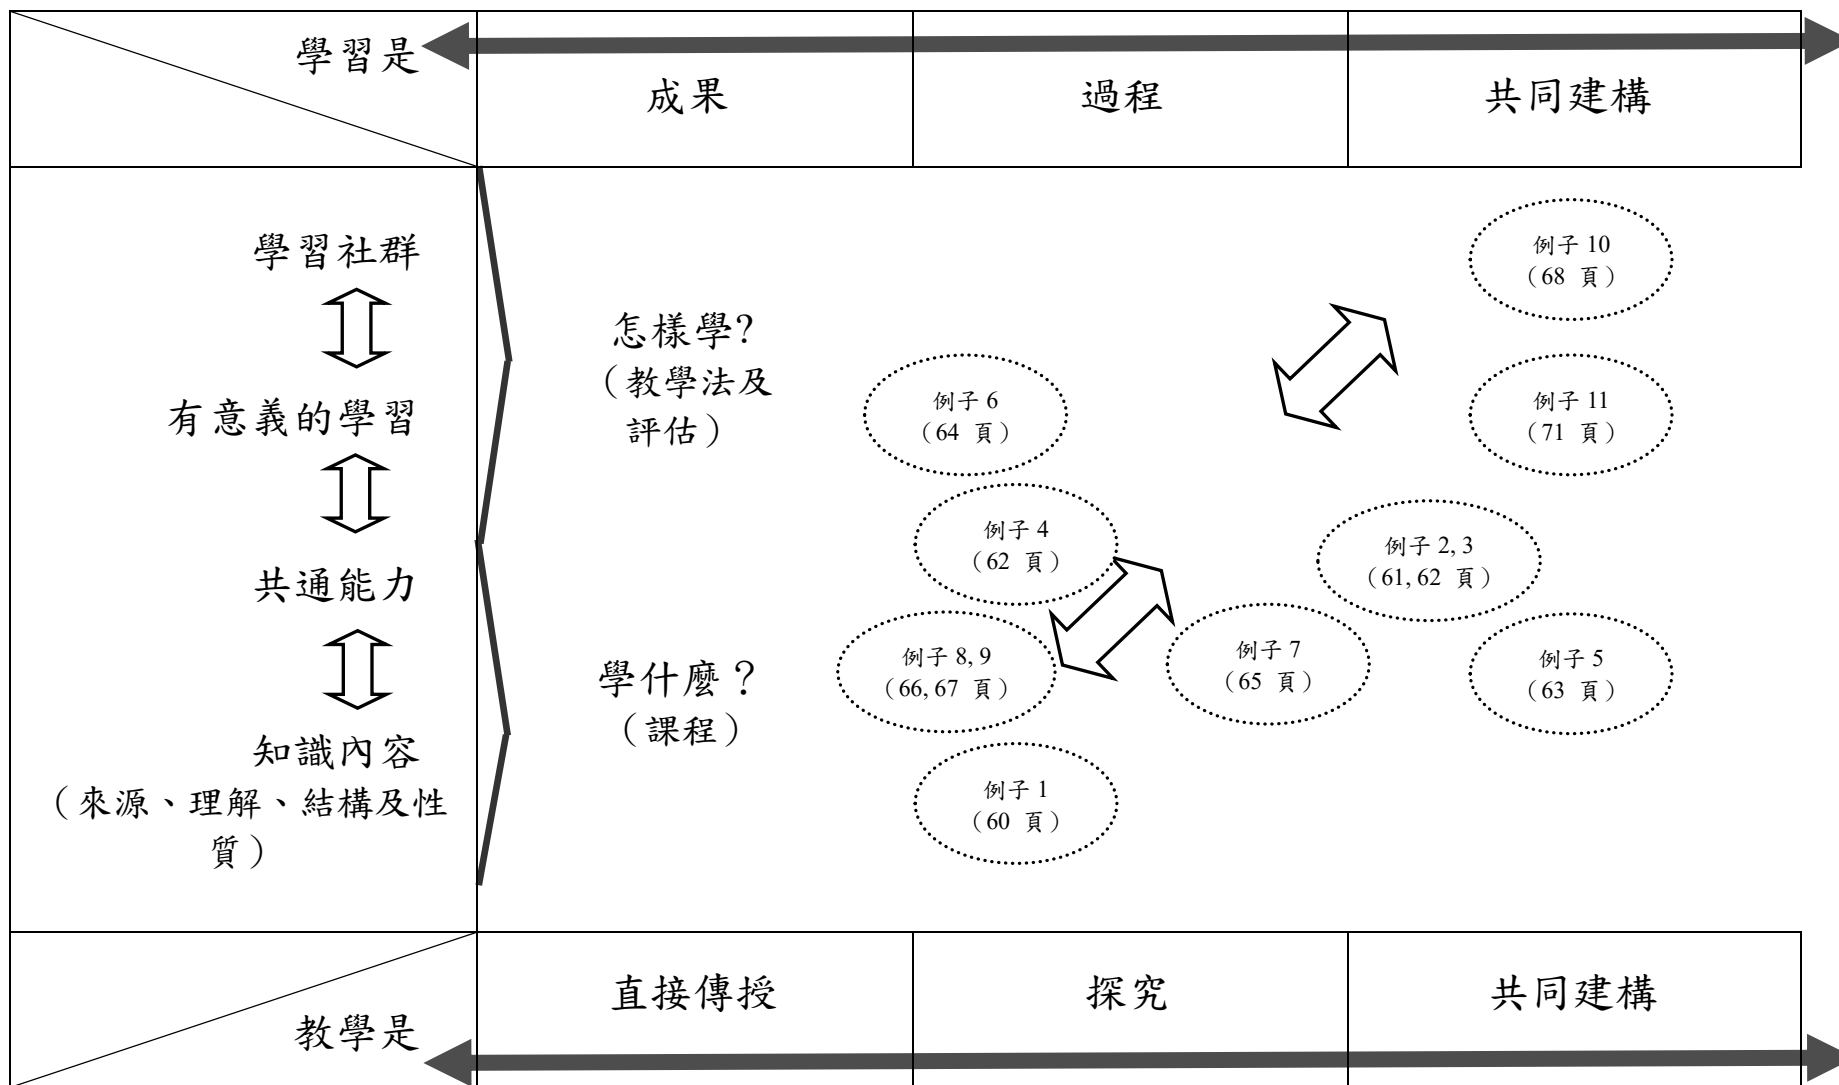 學習是
成果
過程
共同建構
學習社群
有意義的學習
共通能力
知識內容
（來源、理解、結構及性
質）
怎樣學?
（教學法及
評估）
學什麼？
（課程）
例子 10
（68 頁）
例子 6
（64 頁）
例子 11
（71 頁）
例子 4
（62 頁）
例子 2, 3
（61, 62 頁）
例子 8, 9
（66, 67 頁）
例子 7
（65 頁）
例子 5
（63 頁）
例子 1
（60 頁）
教學是
直接傳授
探究
共同建構